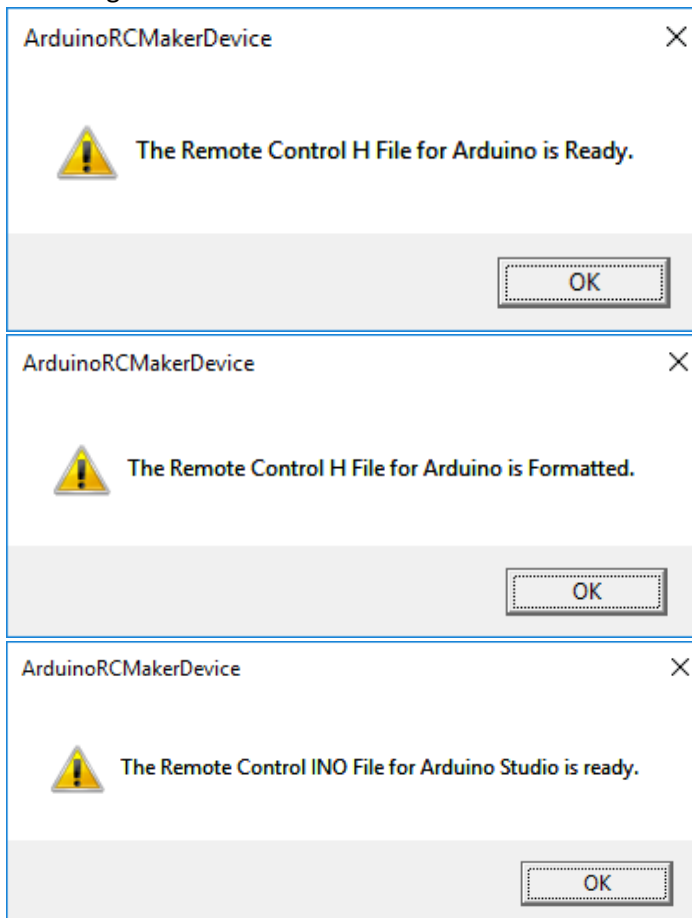 ArduinoRCMakerDevice
The Remote Control H File for Arduino is Ready.
OK
ArduinoRCMakerDevice
The Remote Control H File for Arduino is Formatted.
OK
ArduinoRCMakerDevice
The Remote Control INO File for Arduino Studio is ready.
OK